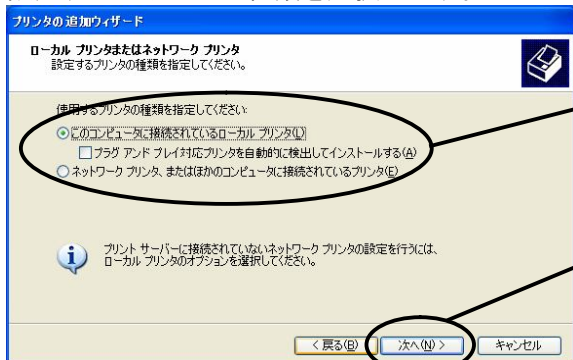 プリンタの追加ウィザード
ローカル プリンタまたはネットワーク プリンタ
設定するプリンタの種類を指定してください。
使用するプリンタの種類を指定してください:
このコンピュータに接続されているローカル プリンタ(L)
プラグ アンド プレイ対応プリンタを自動的に検出してインストールする(A)
ネットワーク プリンタ、またはほかのコンピュータに接続されているプリンタ(E)
プリント サーバーに接続されていないネットワーク プリンタの設定を行うには、
ローカル プリンタのオプションを選択してください。
< 戻る(B) 次へ(N) > キャンセル